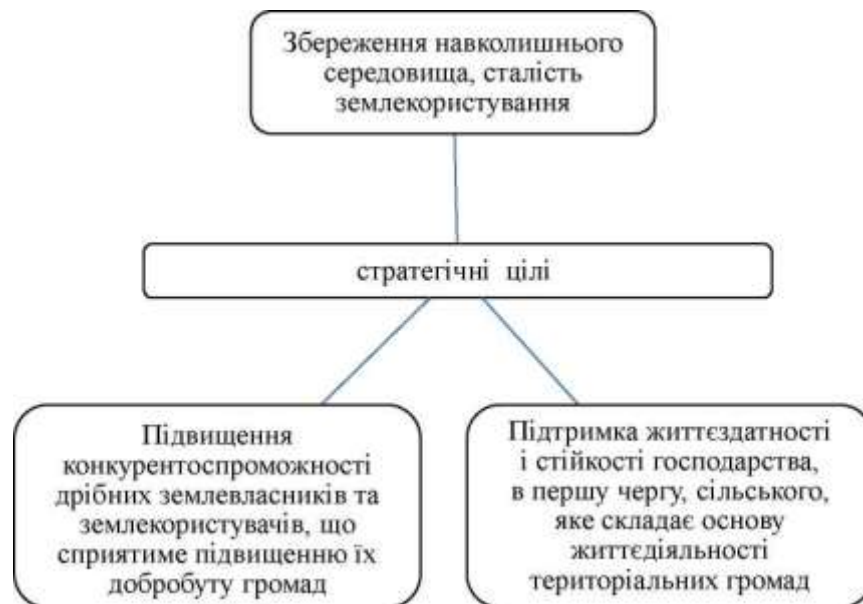 Збереження навколишнього
середовища, сталість
землекористування
стратегічні цілі
Підвищення
конкурентоспроможності
дрібних землевласників та
землекористувачів, що
сприятиме підвищенню їх
добробуту громад
Підтримка життєздатності
і стійкості господарства,
в першу чергу, сільського,
яке складає основу
життєдіяльності
територіальних громад